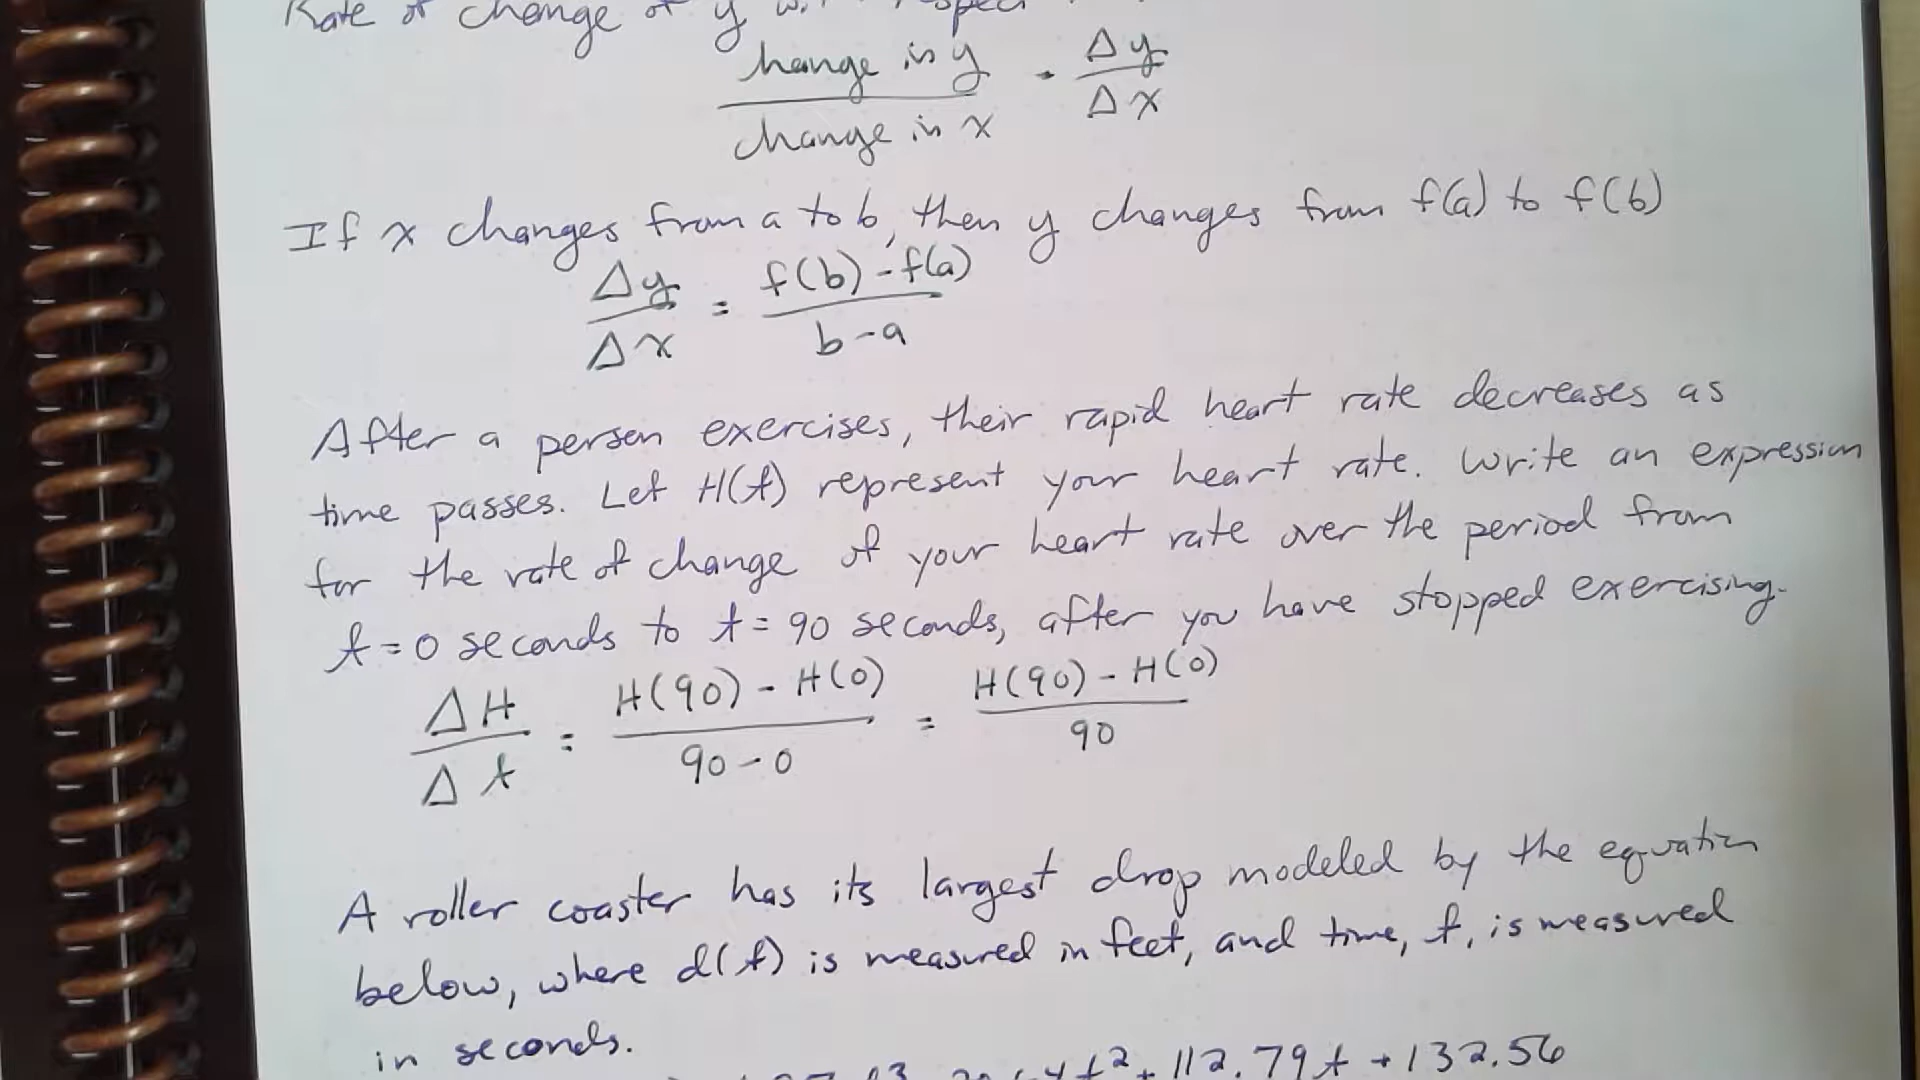 Rate of change of y
change in y / change in x = Δy / Δx
If x changes from a to b, then y changes from f(a) to f(b)
Δy / Δx = f(b) - f(a) / b - a
After a person exercises, their rapid heart rate decreases as
time passes. Let H(t) represent your heart rate. Write an expression
for the rate of change of your heart rate over the period from
t = 0 seconds to t = 90 seconds, after you have stopped exercising.
ΔH / Δt = H(90) - H(0) / 90 - 0 = H(90) - H(0) / 90
A roller coaster has its largest drop modeled by the equation
below, where d(t) is measured in feet, and time, t, is measured
in seconds.
112.79t + 132.56